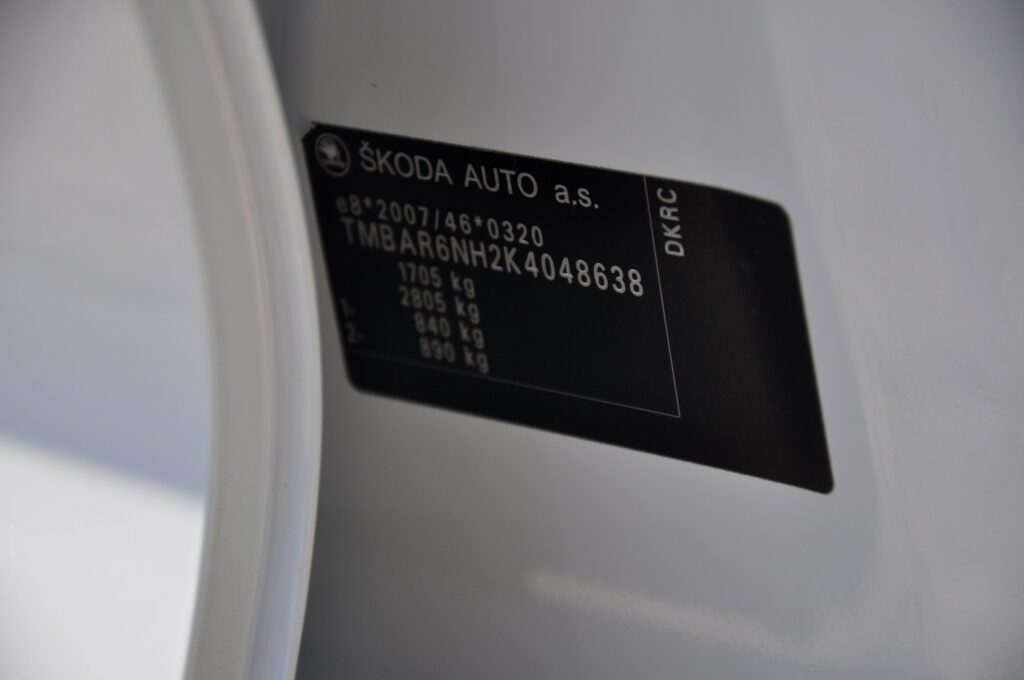 ŠKODA AUTO a.s.
e8*2007/46*0320
TMBAR6NH2K4048638
1705 kg
2805 kg
1- 840 kg
2- 890 kg
DKRC